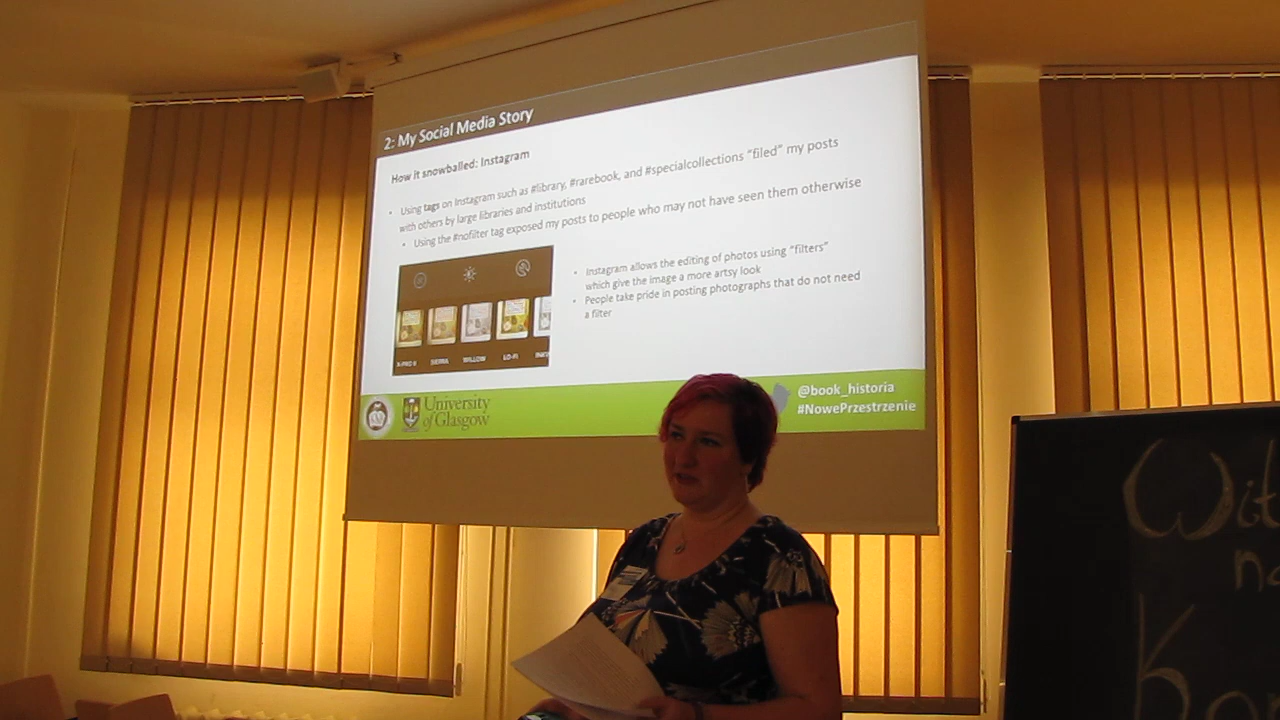 2: My Social Media Story
How it snowballed: Instagram
• Using tags on Instagram such as #library, #rarebook, and #specialcollections "filed" my posts
with others by large libraries and institutions
• Using the #nofilter tag exposed my posts to people who may not have seen them otherwise
• Instagram allows the editing of photos using "filters"
which give the image a more artsy look
• People take pride in posting photographs that do not need
a filter
X-PRO II SIERRA WILLOW LO-FI
University
of Glasgow
@book_historia
#NowePrzestrzenie